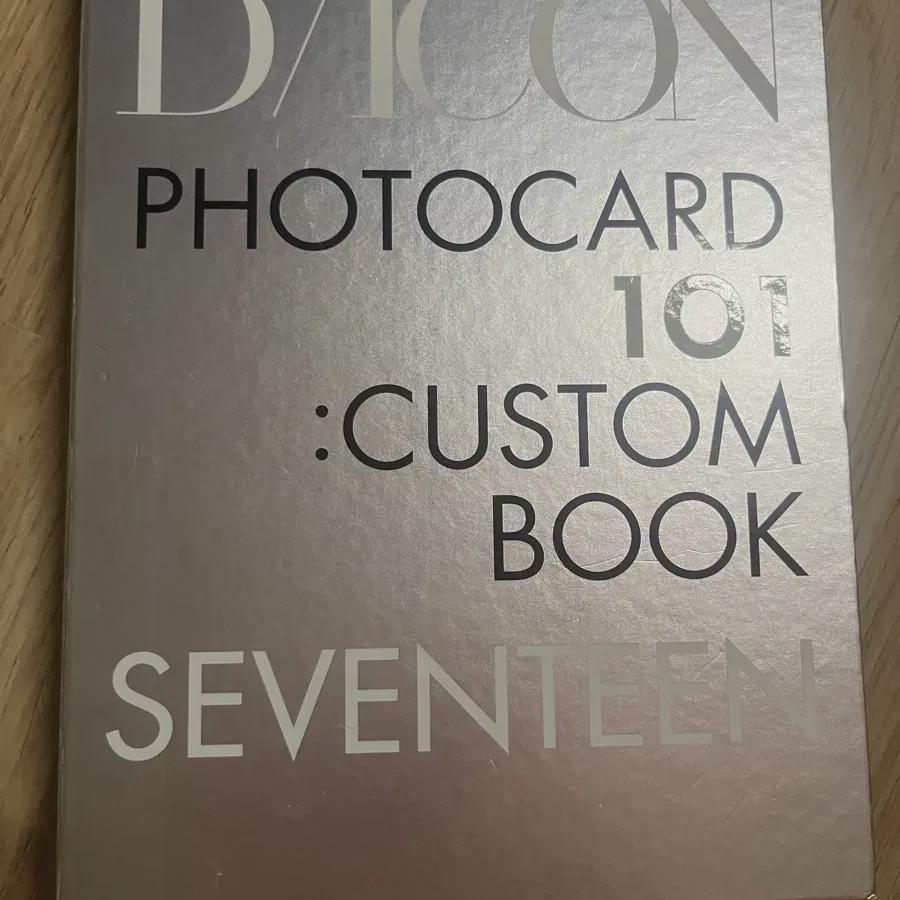 D/ICON
PHOTOCARD
101
:CUSTOM
BOOK
SEVENTEEN